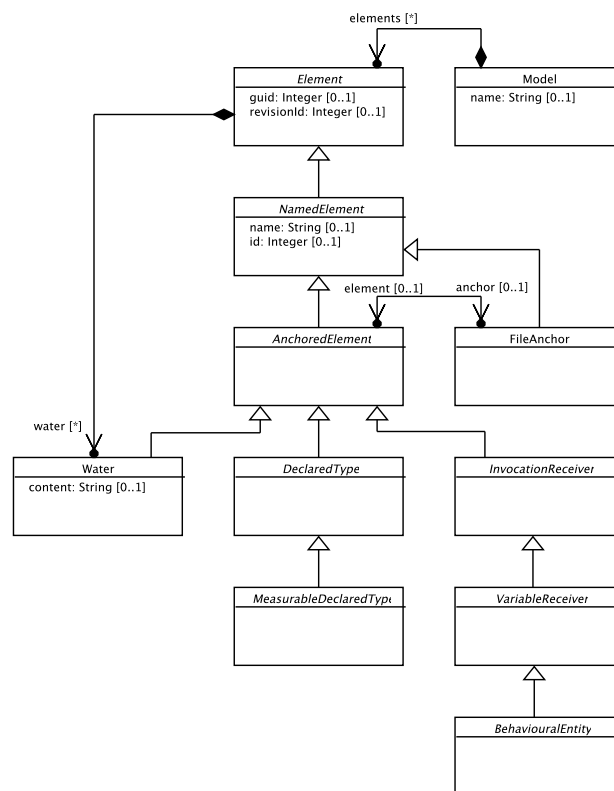 elements [*]
Element
guid: Integer [0..1]
revisionId: Integer [0..1]
Model
name: String [0..1]
NamedElement
name: String [0..1]
id: Integer [0..1]
element [0..1]
anchor [0..1]
AnchoredElement
FileAnchor
water [*]
Water
content: String [0..1]
DeclaredType
InvocationReceiver
MeasurableDeclaredType
VariableReceiver
BehaviouralEntity